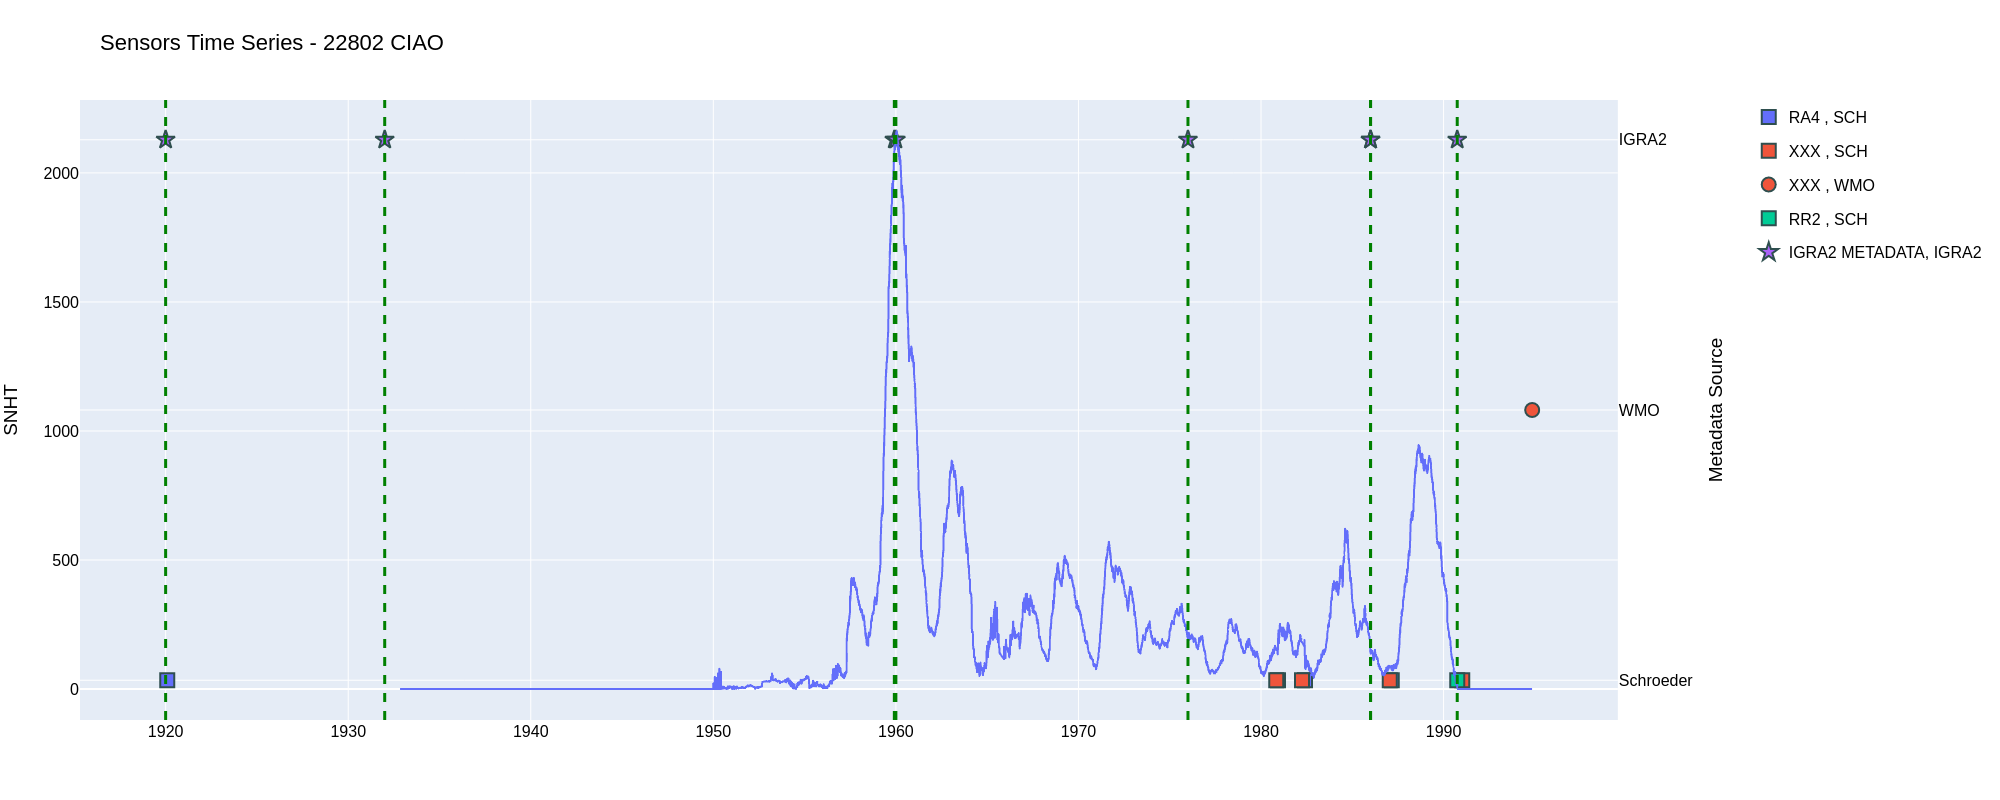 Sensors Time Series - 22802 CIAO
RA4 , SCH
XXX , SCH
XXX , WMO
RR2 , SCH
IGRA2 METADATA, IGRA2
SNHT
2000
1500
1000
500
0
IGRA2
WMO
Schroeder
Metadata Source
1920 1930 1940 1950 1960 1970 1980 1990